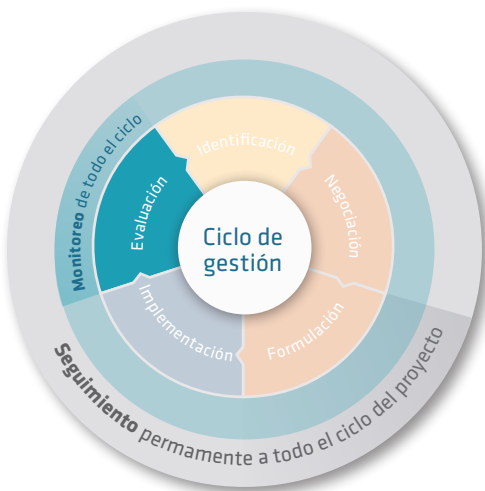 Ciclo de
gestión
Identificación
Negociación
Formulación
Implementación
Evaluación
Monitoreo de todo el ciclo
Seguimiento permamente a todo el ciclo del proyecto